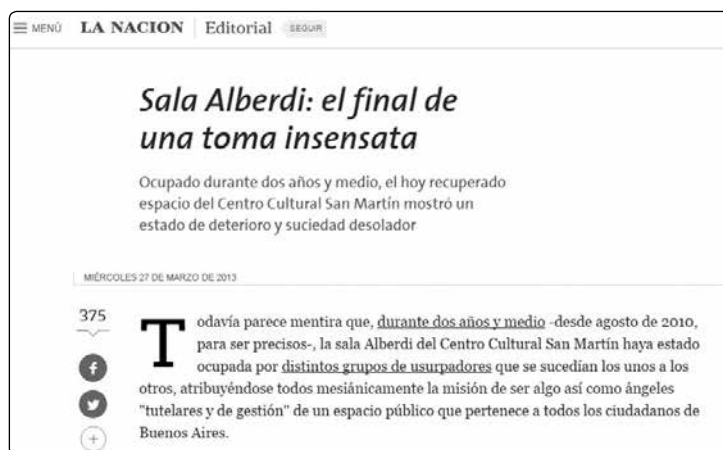 MENÚ LA NACION Editorial SEGUIR
Sala Alberdi: el final de
una toma insensata
Ocupado durante dos años y medio, el hoy recuperado
espacio del Centro Cultural San Martín mostró un
estado de deterioro y suciedad desolador
MIÉRCOLES 27 DE MARZO DE 2013
375
Todavía parece mentira que, durante dos años y medio -desde agosto de 2010,
para ser precisos-, la sala Alberdi del Centro Cultural San Martín haya estado
ocupada por distintos grupos de usurpadores que se sucedían los unos a los
otros, atribuyéndose todos mesiánicamente la misión de ser algo así como ángeles
"tutelares y de gestión" de un espacio público que pertenece a todos los ciudadanos de
Buenos Aires.